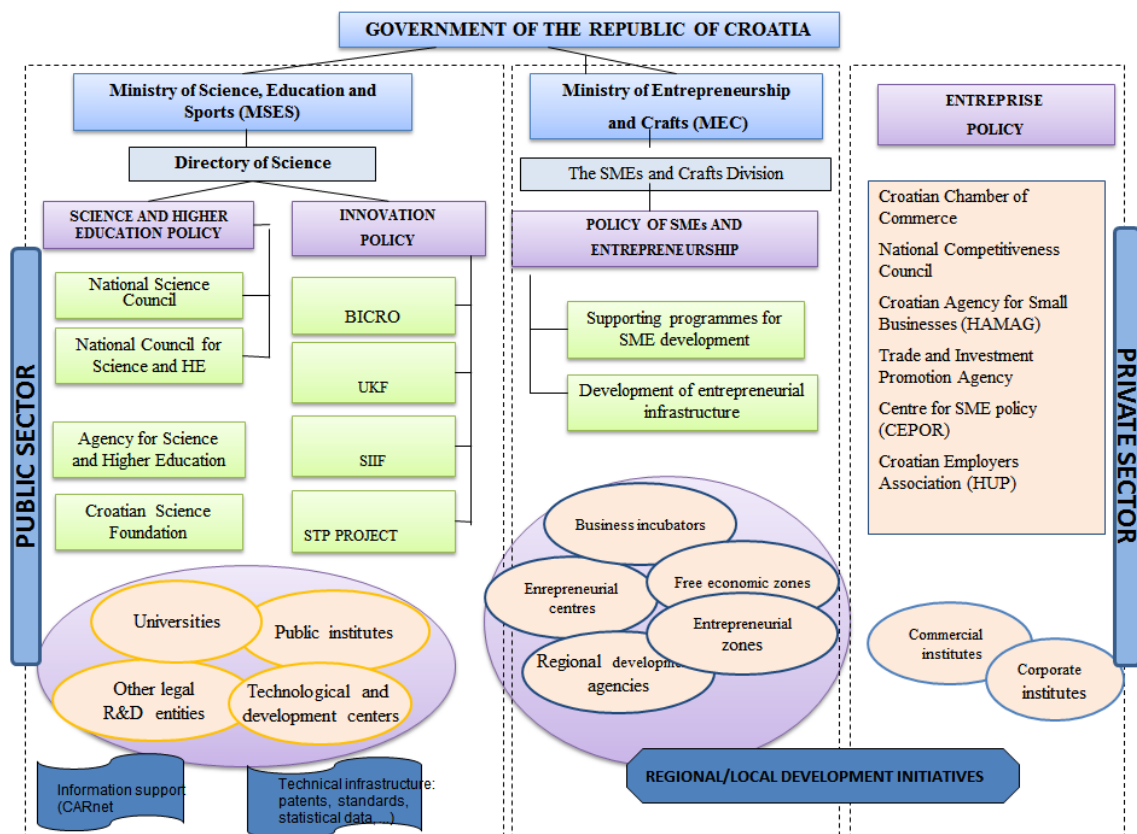 GOVERNMENT OF THE REPUBLIC OF CROATIA
Ministry of Science, Education and
Sports (MSES)
Directory of Science
SCIENCE AND HIGHER
EDUCATION POLICY
National Science
Council
National Council for
Science and HE
Agency for Science
and Higher Education
Croatian Science
Foundation
INNOVATION
POLICY
BICRO
UKF
SIIF
STP PROJECT
Ministry of Entrepreneurship
and Crafts (MEC)
The SMEs and Crafts Division
POLICY OF SMEs AND
ENTREPRENEURSHIP
Supporting programmes for
SME development
Development of entrepreneurial
infrastructure
ENTREPRISE
POLICY
Croatian Chamber of
Commerce
National Competitiveness
Council
Croatian Agency for Small
Businesses (HAMAG)
Trade and Investment
Promotion Agency
Centre for SME policy
(CEPOR)
Croatian Employers
Association (HUP)
PUBLIC SECTOR
PRIVATE SECTOR
Universities
Public institutes
Other legal
R&D entities
Technological and
development centers
Business incubators
Enrepreneurial
centres
Free economic zones
Entrepreneurial
zones
Regional developmen
agencies
Commercial
institutes
Corporate
institutes
Information support
(CARnet
Technical infrastructure:
patents, standards,
statistical data, ..)
REGIONAL/LOCAL DEVELOPMENT INITIATIVES